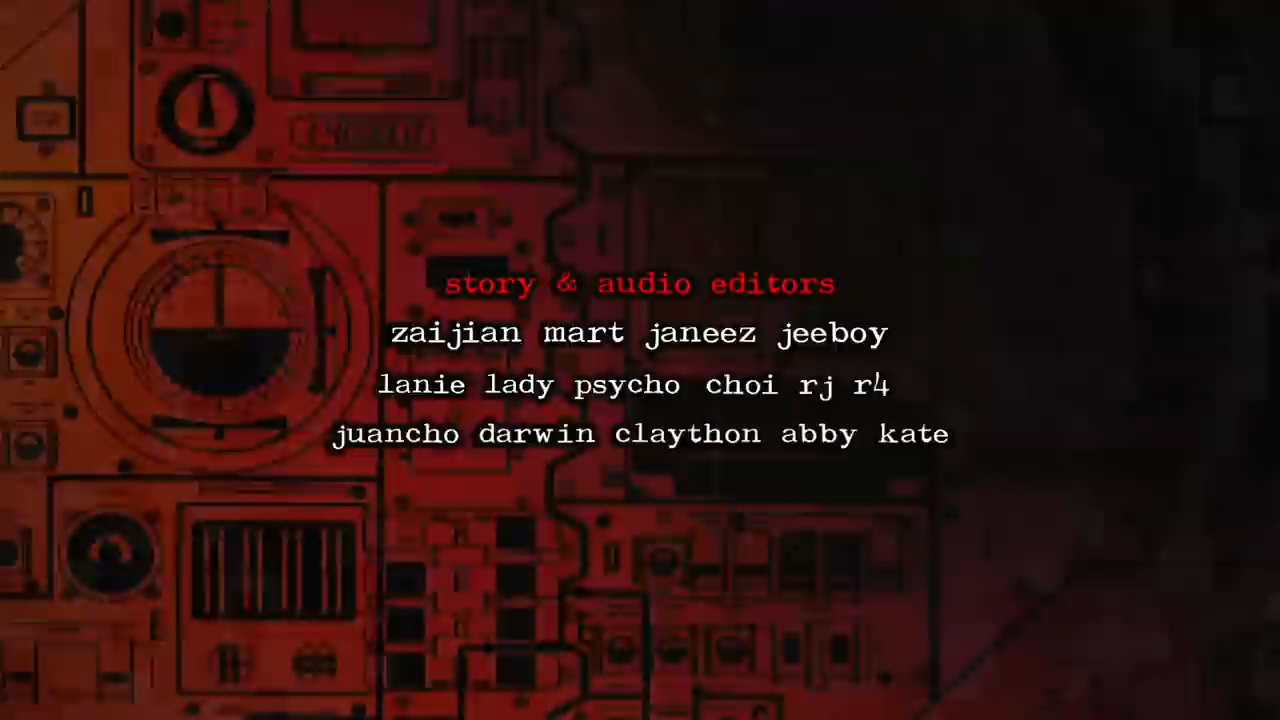 story & audio editors
zaijian mart janeez jeeboy
lanie lady psycho choi rj r4
juancho darwin claython abby kate